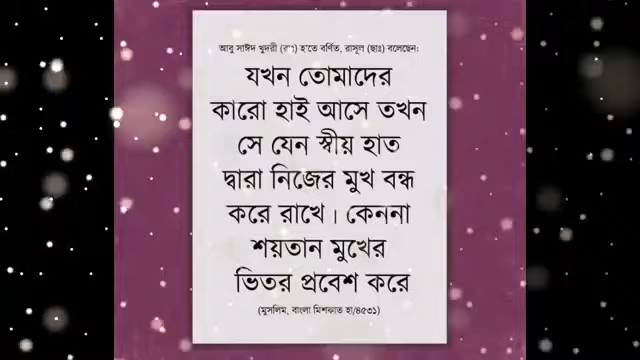 আবু সাঈদ খুদরী (রাঃ) হ'তে বর্ণিত, রাসূল (ছাঃ) বলেছেন:
যখন তোমাদের
কারো হাই আসে তখন
সে যেন স্বীয় হাত
দ্বারা নিজের মুখ বন্ধ
করে রাখে। কেননা
শয়তান মুখের
ভিতর প্রবেশ করে
(মুসলিম, বাংলা মিশকাত হা/৪৫৩১)